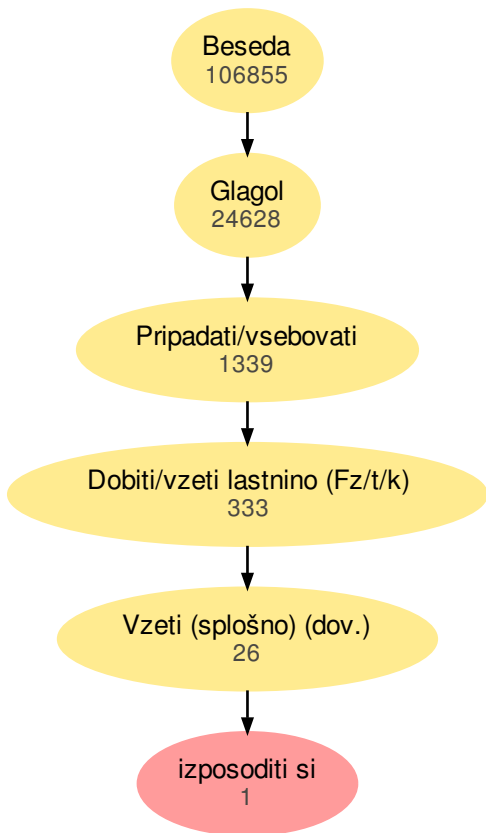 Beseda
106855
Glagol
24628
Pripadati/vsebovati
1339
Dobiti/vzeti lastnino (Fz/t/k)
333
Vzeti (splošno) (dov.)
26
izposoditi si
1